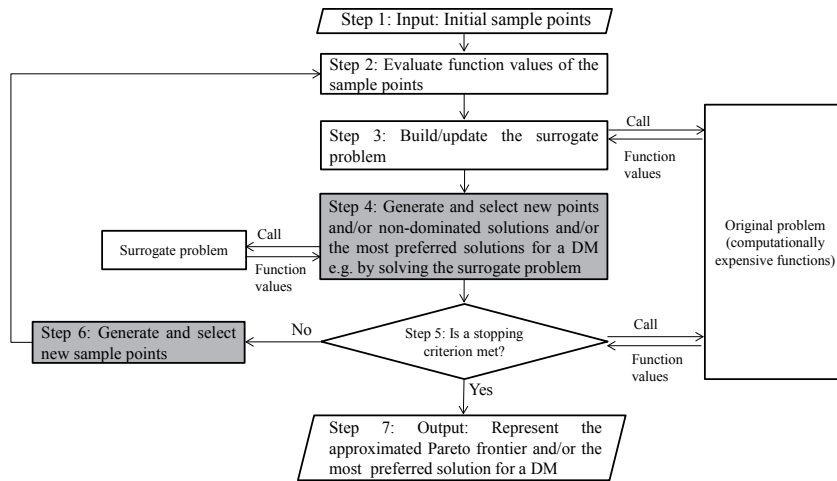 Step 1: Input: Initial sample points
Step 2: Evaluate function values of the
sample points
Step 3: Build/update the surrogate
problem
Call
Function
values
Step 4: Generate and select new points
and/or non-dominated solutions and/or
the most preferred solutions for a DM
e.g. by solving the surrogate problem
Call
Surrogate problem
Function
values
Original problem
(computationally
expensive functions)
Step 5: Is a stopping
criterion met?
No
Step 6: Generate and select
new sample points
Call
Function
values
Yes
Step 7: Output: Represent the
approximated Pareto frontier and/or the
most preferred solution for a DM